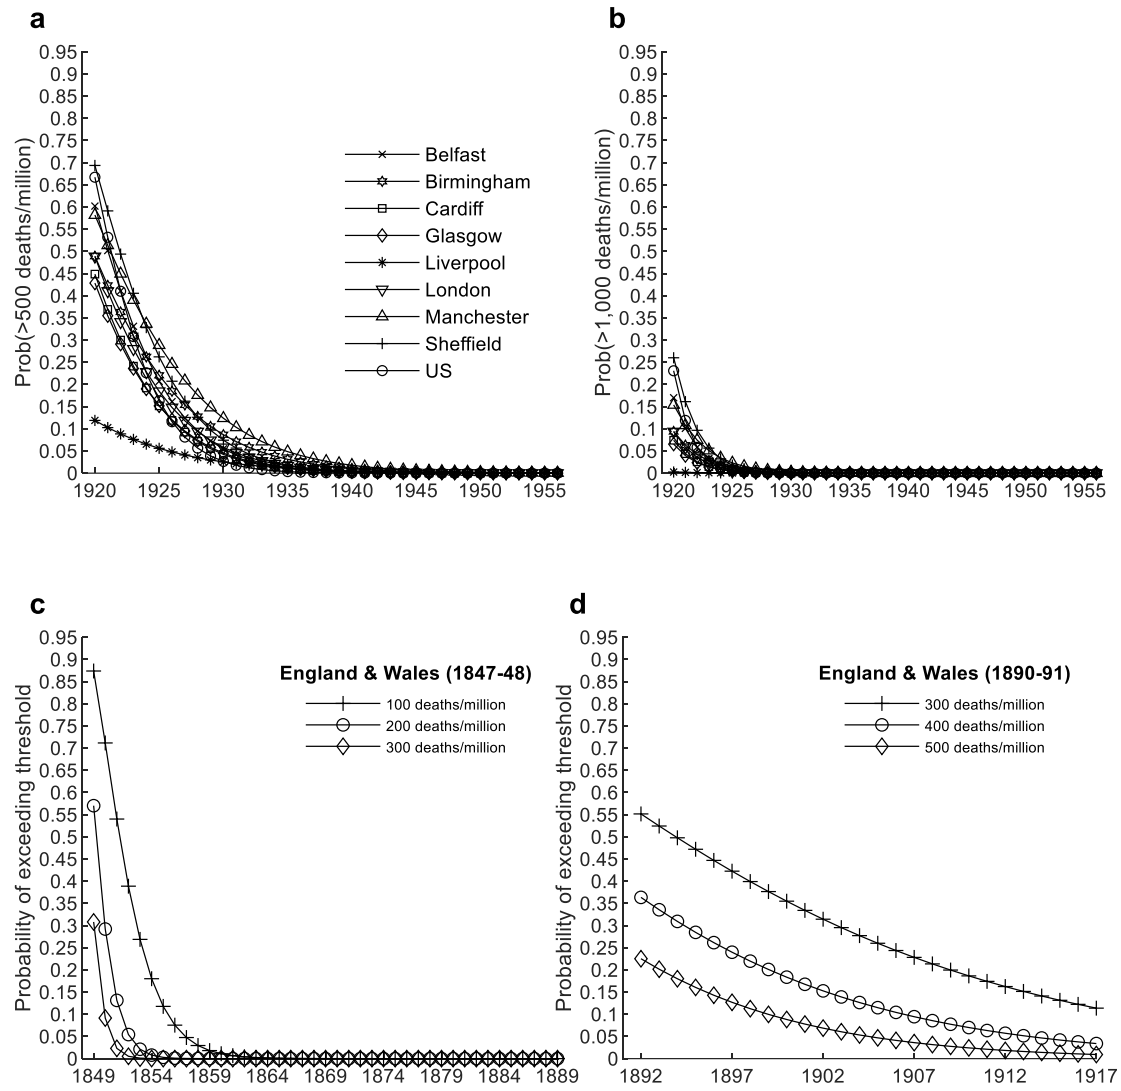 a
Prob(>500 deaths/million)
0.95
0.9
0.85
0.8
0.75
0.7
0.65
0.6
0.55
0.5
0.45
0.4
0.35
0.3
0.25
0.2
0.15
0.1
0.05
0
1920 1925 1930 1935 1940 1945 1950 1955
Belfast
Birmingham
Cardiff
Glasgow
Liverpool
London
Manchester
Sheffield
US
b
Prob(>1,000 deaths/million)
0.95
0.9
0.85
0.8
0.75
0.7
0.65
0.6
0.55
0.5
0.45
0.4
0.35
0.3
0.25
0.2
0.15
0.1
0.05
0
1920 1925 1930 1935 1940 1945 1950 1955
c
Probability of exceeding threshold
0.95
0.9
0.85
0.8
0.75
0.7
0.65
0.6
0.55
0.5
0.45
0.4
0.35
0.3
0.25
0.2
0.15
0.1
0.05
0
1849 1854 1859 1864 1869 1874 1879 1884 1889
England & Wales (1847-48)
100 deaths/million
200 deaths/million
300 deaths/million
d
Probability of exceeding threshold
0.95
0.9
0.85
0.8
0.75
0.7
0.65
0.6
0.55
0.5
0.45
0.4
0.35
0.3
0.25
0.2
0.15
0.1
0.05
0
1892 1897 1902 1907 1912 1917
England & Wales (1890-91)
300 deaths/million
400 deaths/million
500 deaths/million